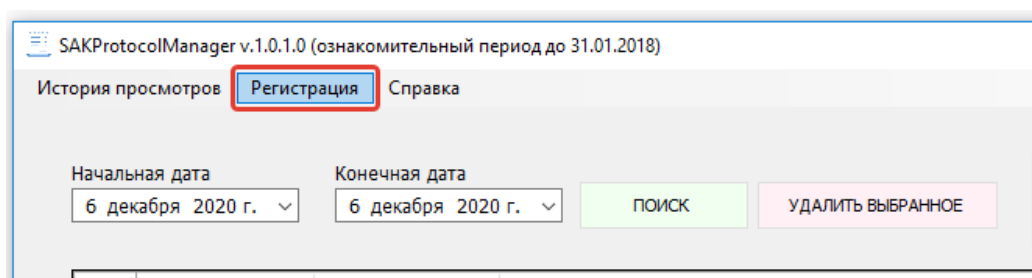 SAKProtocolManager v.1.0.1.0 (ознакомительный период до 31.01.2018)
История просмотров Регистрация Справка
Начальная дата Конечная дата
6 декабря 2020 г. 6 декабря 2020 г. ПОИСК УДАЛИТЬ ВЫБРАННОЕ